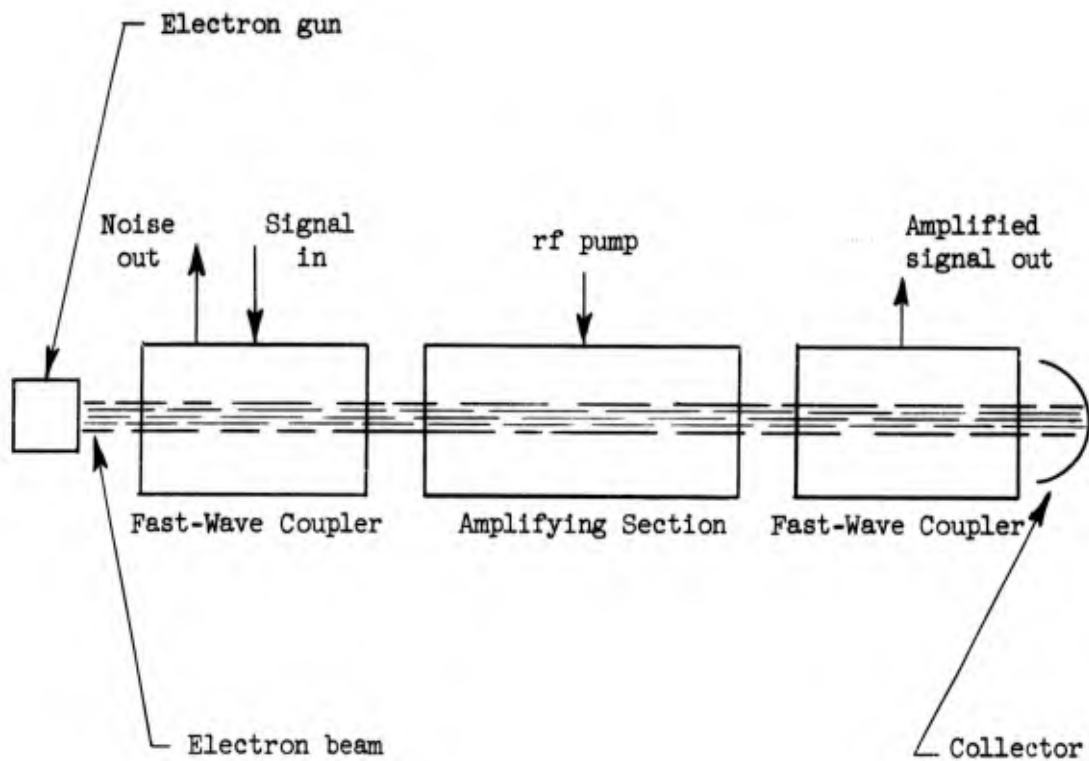 Electron gun
Noise
out
Signal
in
rf pump
Amplified
signal out
Fast-Wave Coupler
Amplifying Section
Fast-Wave Coupler
Electron beam
Collector